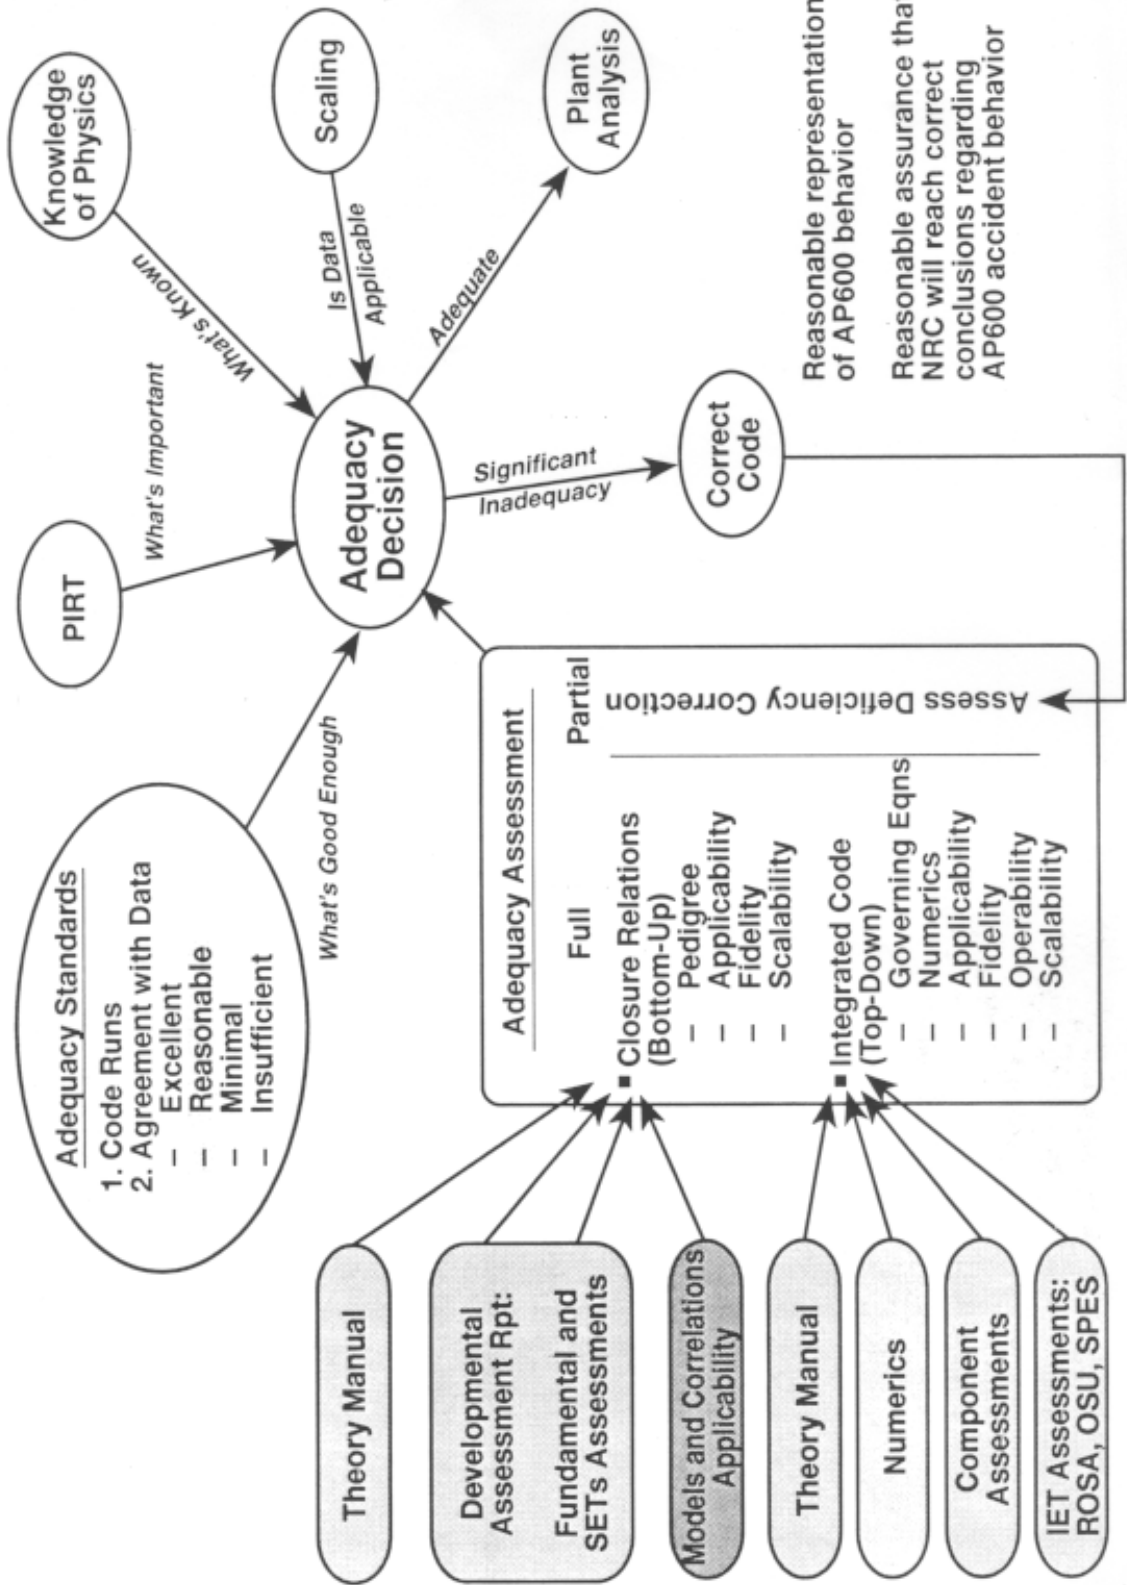 Adequacy Standards
1. Code Runs
2. Agreement with Data
– Excellent
– Reasonable
– Minimal
– Insufficient
PIRT
Knowledge
of Physics
Scaling
Plant
Analysis
What's Good Enough
What's Important
What's Known
Is Data
Applicable
Adequate
Adequacy
Decision
Significant
Inadequacy
Correct
Code
Theory Manual
Developmental
Assessment Rpt:
Fundamental and
SETs Assessments
Models and Correlations
Applicability
Theory Manual
Numerics
Component
Assessments
IET Assessments:
ROSA, OSU, SPES
Adequacy Assessment
Full
Partial
■ Closure Relations
(Bottom-Up)
– Pedigree
– Applicability
– Fidelity
– Scalability
■ Integrated Code
(Top-Down)
– Governing Eqns
– Numerics
– Applicability
– Fidelity
– Operability
– Scalability
Assess Deficiency Correction
Reasonable representation
of AP600 behavior
Reasonable assurance that
NRC will reach correct
conclusions regarding
AP600 accident behavior